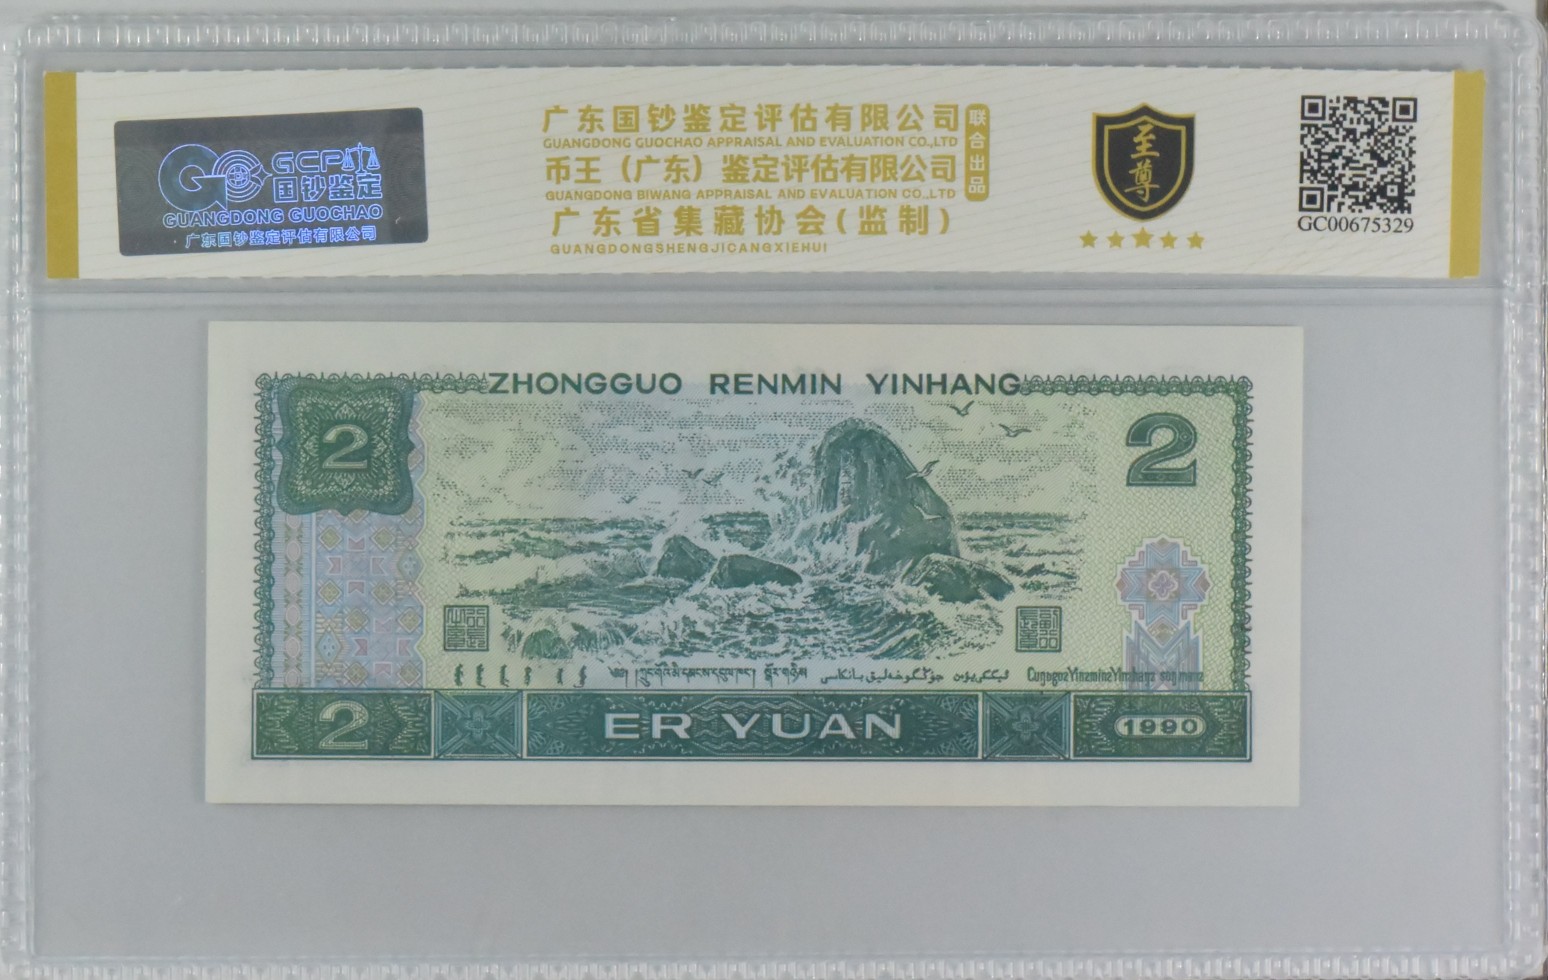 GCP
国钞鉴定
GUANGDONG GUOCHAO
广东国钞鉴定评估有限公司
广东国钞鉴定评估有限公司
GUANGDONG GUOCHAO APPRAISAL AND EVALUATION CO.,LTD
币王（广东）鉴定评估有限公司
GUANGDONG BIWANG APPRAISAL AND EVALUATION CO.,LTD
广东省集藏协会(监制)
GUANGDONGSHENGJICANGXIEHUI
联合出品
至尊
GC00675329
ZHONGGUO RENMIN YINHANG
2
2
2
ER YUAN
1990